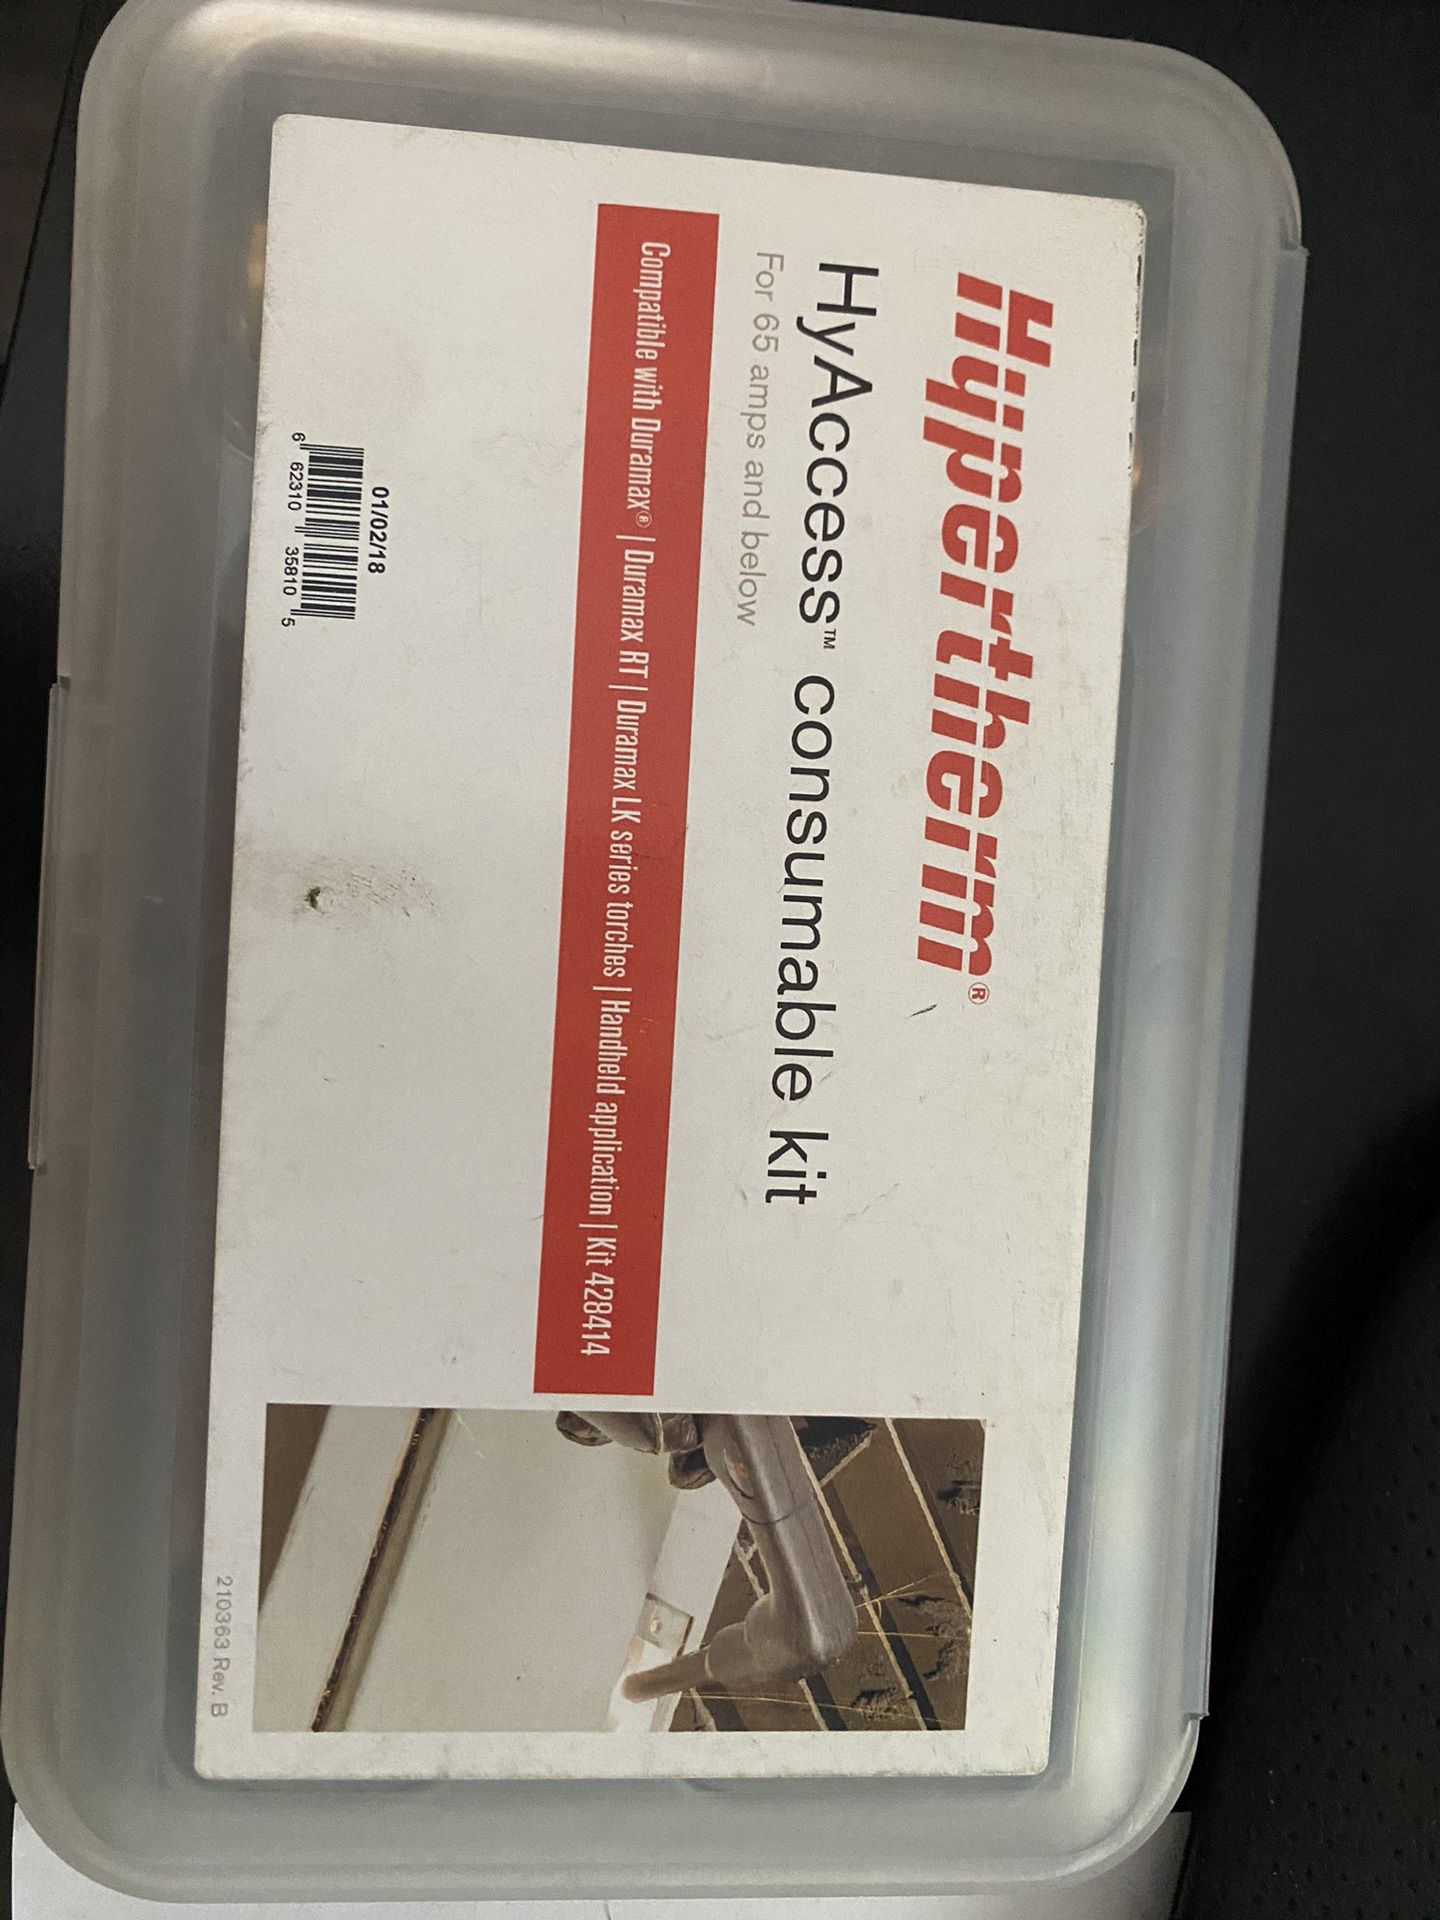 Hypertherm®
HyAccess™ consumable kit
For 65 amps and below
Compatible with Duramax® | Duramax RT | Duramax LK series torches | Handheld application | Kit 428414
01/02/18
6 62310 35810 5
210363 Rev. B